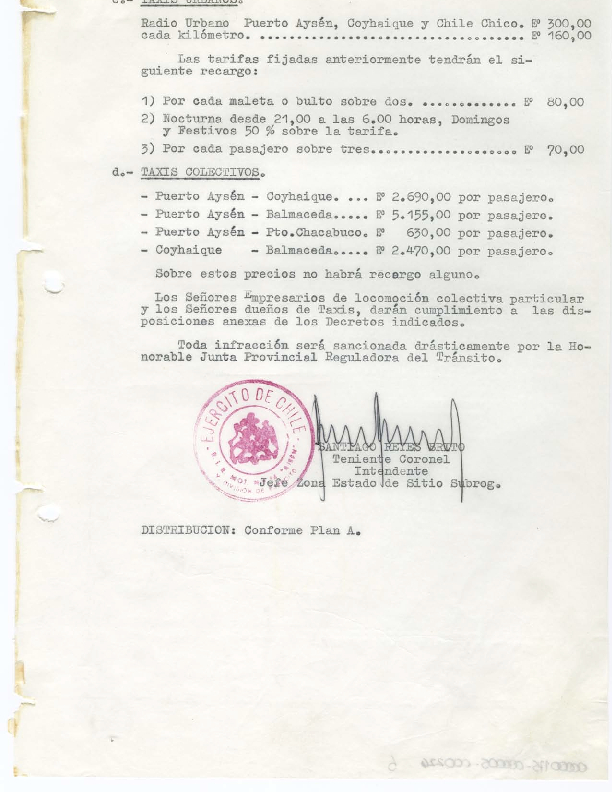 c.- TAXIS URBANOS.
Radio Urbano Puerto Aysén, Coyhaique y Chile Chico. Eº 300,00
cada kilómetro. .................................... Eº 160,00
Las tarifas fijadas anteriormente tendrán el si-
guiente recargo:
1) Por cada maleta o bulto sobre dos. ............. Eº 80,00
2) Nocturna desde 21,00 a las 6.00 horas, Domingos
y Festivos 50 % sobre la tarifa.
3) Por cada pasajero sobre tres.................... Eº 70,00
d.- TAXIS COLECTIVOS.
- Puerto Aysén - Coyhaique. ... Eº 2.690,00 por pasajero.
- Puerto Aysén - Balmaceda..... Eº 5.155,00 por pasajero.
- Puerto Aysén - Pto.Chacabuco. Eº 630,00 por pasajero.
- Coyhaique - Balmaceda..... Eº 2.470,00 por pasajero.
Sobre estos precios no habrá recargo alguno.
Los Señores Empresarios de locomoción colectiva particular
y los Señores dueños de Taxis, darán cumplimiento a las dis-
posiciones anexas de los Decretos indicados.
Toda infracción será sancionada drásticamente por la Ho-
norable Junta Provincial Reguladora del Tránsito.
EJERCITO DE CHILE
SANTIAGO REYES BRUTO
Teniente Coronel
Intendente
Jefe Zona Estado de Sitio Subrog.
DISTRIBUCION: Conforme Plan A.